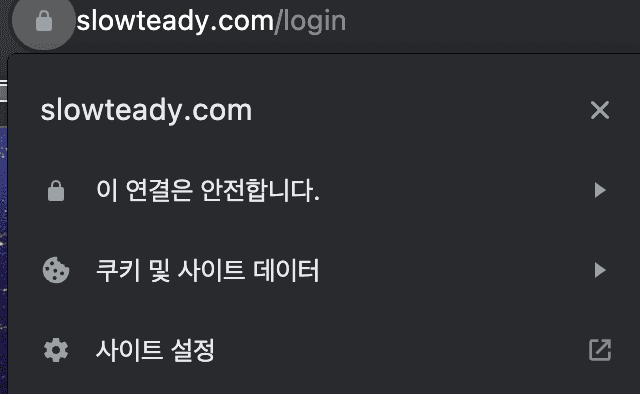 slowteady.com/login
slowteady.com
이 연결은 안전합니다.
쿠키 및 사이트 데이터
사이트 설정